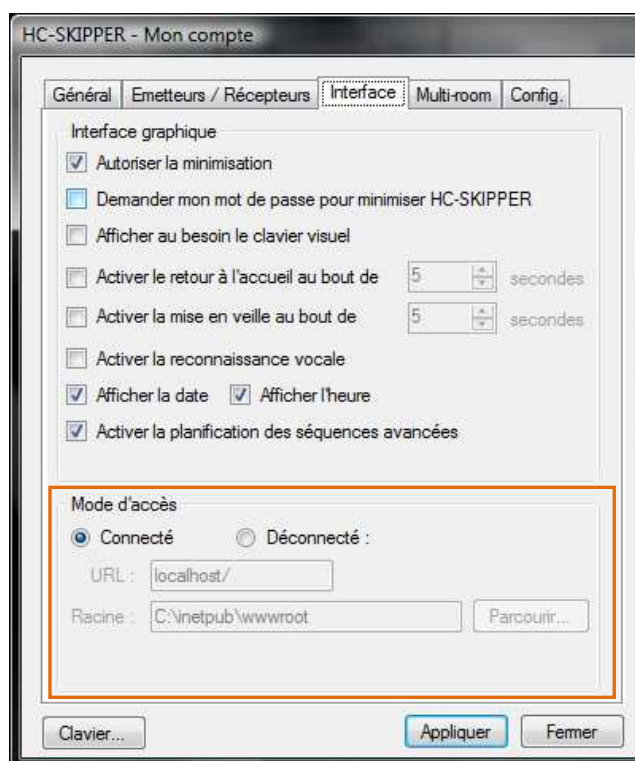 HC-SKIPPER - Mon compte
Général Emetteurs / Récepteurs Interface Multi-room Config.
Interface graphique
Autoriser la minimisation
Demander mon mot de passe pour minimiser HC-SKIPPER
Afficher au besoin le clavier visuel
Activer le retour à l'accueil au bout de 5 secondes
Activer la mise en veille au bout de 5 secondes
Activer la reconnaissance vocale
Afficher la date Afficher l'heure
Activer la planification des séquences avancées
Mode d'accès
Connecté Déconnecté :
URL : localhost/
Racine : C:\inetpub\wwwroot Parcourir...
Clavier... Appliquer Fermer